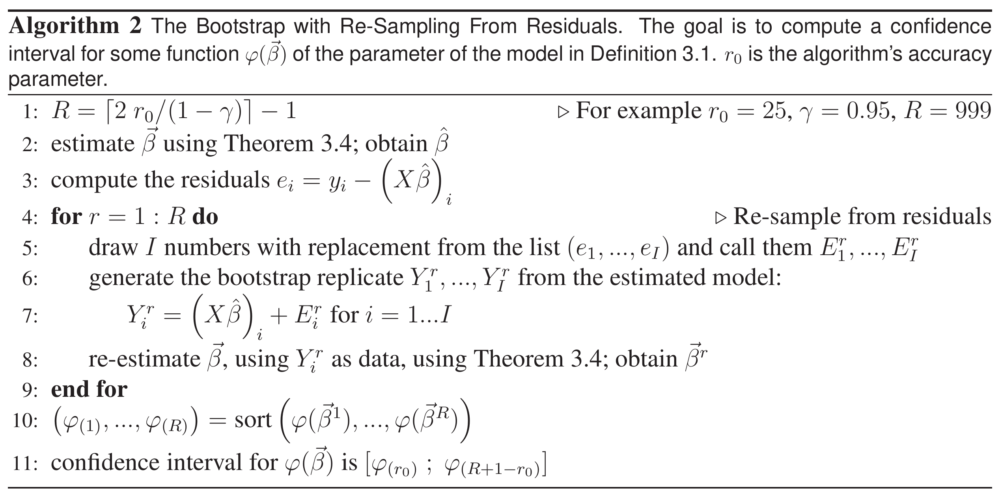 Algorithm 2 The Bootstrap with Re-Sampling From Residuals. The goal is to compute a confidence
interval for some function $\varphi(\vec{\beta})$ of the parameter of the model in Definition 3.1. $r_0$ is the algorithm's accuracy
parameter.
1: $R = \lceil 2\ r_0/(1 - \gamma) \rceil - 1$ ▷ For example $r_0 = 25$, $\gamma = 0.95$, $R = 999$
2: estimate $\vec{\beta}$ using Theorem 3.4; obtain $\hat{\beta}$
3: compute the residuals $e_i = y_i - \left(X\hat{\beta}\right)_i$
4: for $r = 1 : R$ do ▷ Re-sample from residuals
5: draw $I$ numbers with replacement from the list $(e_1, ..., e_I)$ and call them $E_1^r, ..., E_I^r$
6: generate the bootstrap replicate $Y_1^r, ..., Y_I^r$ from the estimated model:
7: $Y_i^r = \left(X\hat{\beta}\right)_i + E_i^r$ for $i = 1...I$
8: re-estimate $\vec{\beta}$, using $Y_i^r$ as data, using Theorem 3.4; obtain $\vec{\beta}^r$
9: end for
10: $\left(\varphi_{(1)}, ..., \varphi_{(R)}\right) = \text{sort}\left(\varphi(\vec{\beta}^1), ..., \varphi(\vec{\beta}^R)\right)$
11: confidence interval for $\varphi(\vec{\beta})$ is $[\varphi_{(r_0)}\ ;\ \varphi_{(R+1-r_0)}]$